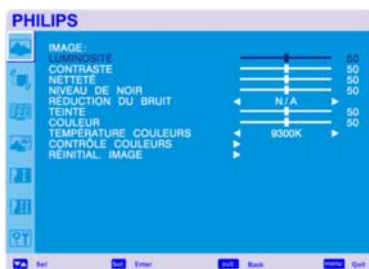 PHILIPS
IMAGE:
LUMINOSITÉ 50
CONTRASTE 50
NETTETÉ 50
NIVEAU DE NOIR 50
RÉDUCTION DU BRUIT N/A
TEINTE 50
COULEUR 50
TEMPÉRATURE COULEURS 9300K
CONTRÔLE COULEURS
RÉINITIAL. IMAGE
Sel Set Enter exit Back menu Quit